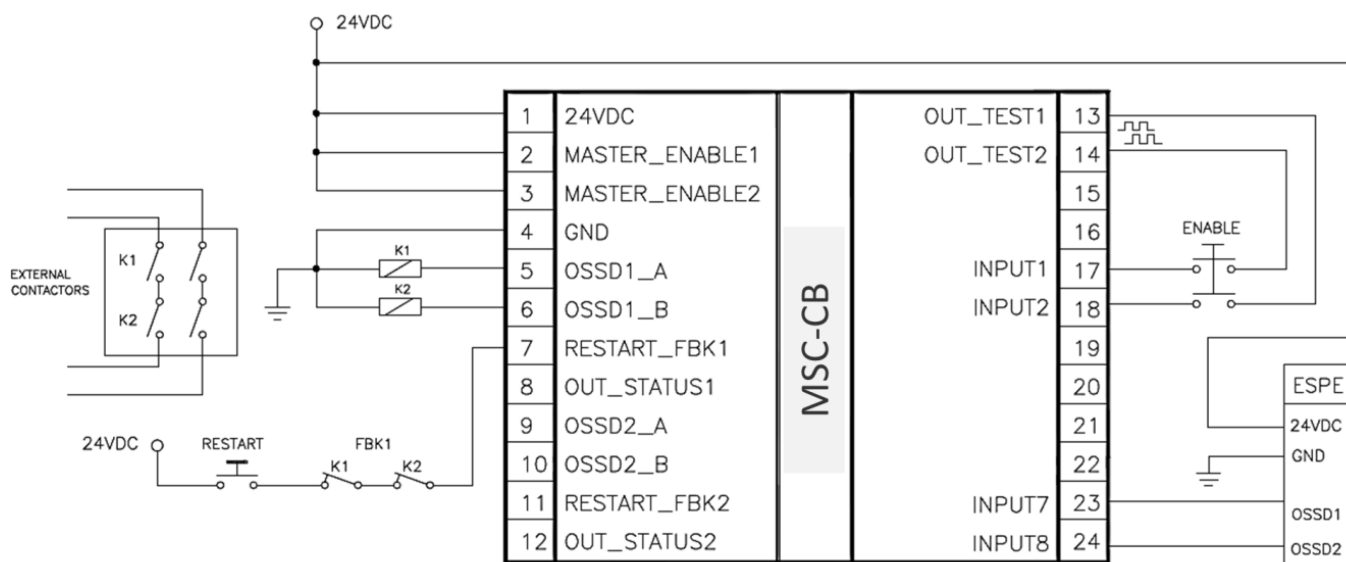 24VDC
1 24VDC
2 MASTER_ENABLE1
3 MASTER_ENABLE2
4 GND
5 OSSD1_A
6 OSSD1_B
7 RESTART_FBK1
8 OUT_STATUS1
9 OSSD2_A
10 OSSD2_B
11 RESTART_FBK2
12 OUT_STATUS2
MSC-CB
OUT_TEST1 13
OUT_TEST2 14
15
16
INPUT1 17
INPUT2 18
19
20
21
22
INPUT7 23
INPUT8 24
K1
K2
EXTERNAL
CONTACTORS
K1
K2
24VDC
RESTART
FBK1
K1
K2
ENABLE
ESPE
24VDC
GND
OSSD1
OSSD2